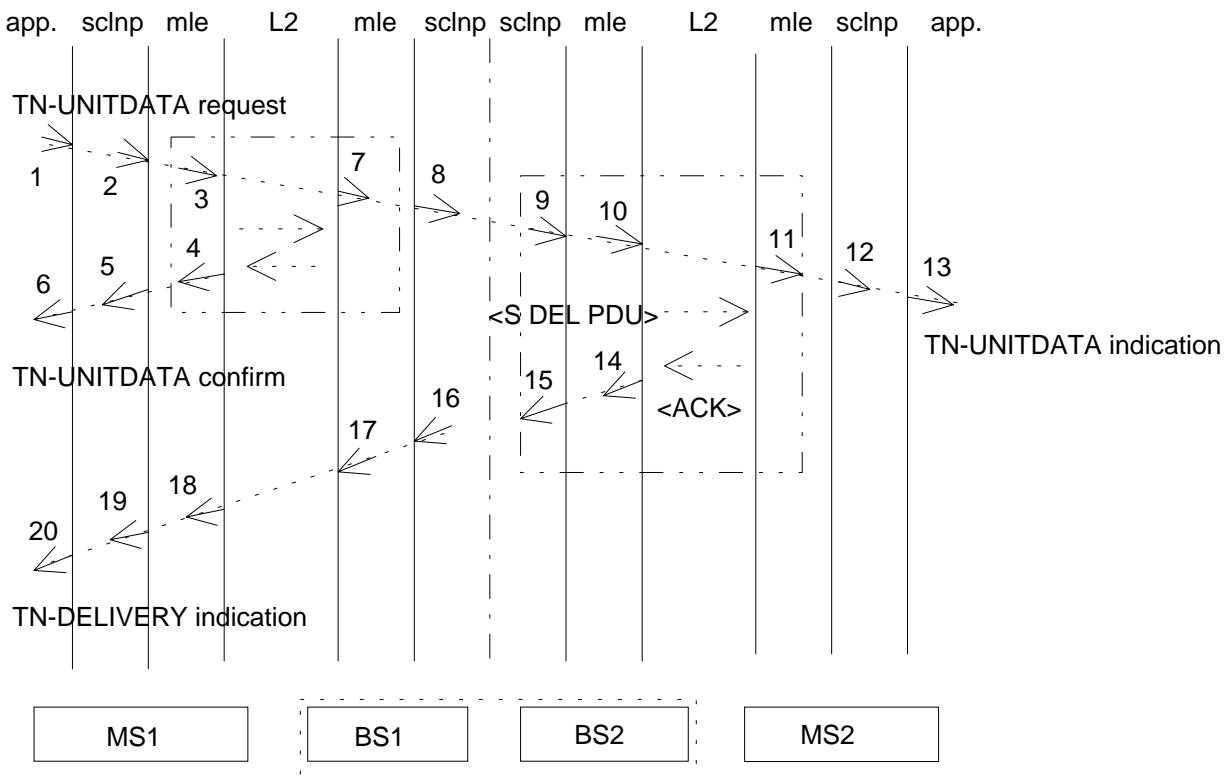 app. sclnp mle L2 mle sclnp sclnp mle L2 mle sclnp app.
TN-UNITDATA request
1 2 3 7 8 9 10 11 12 13
6 5 4
<S DEL PDU>
TN-UNITDATA indication
TN-UNITDATA confirm
15 14
<ACK>
16
17
18
19
20
TN-DELIVERY indication
MS1 BS1 BS2 MS2